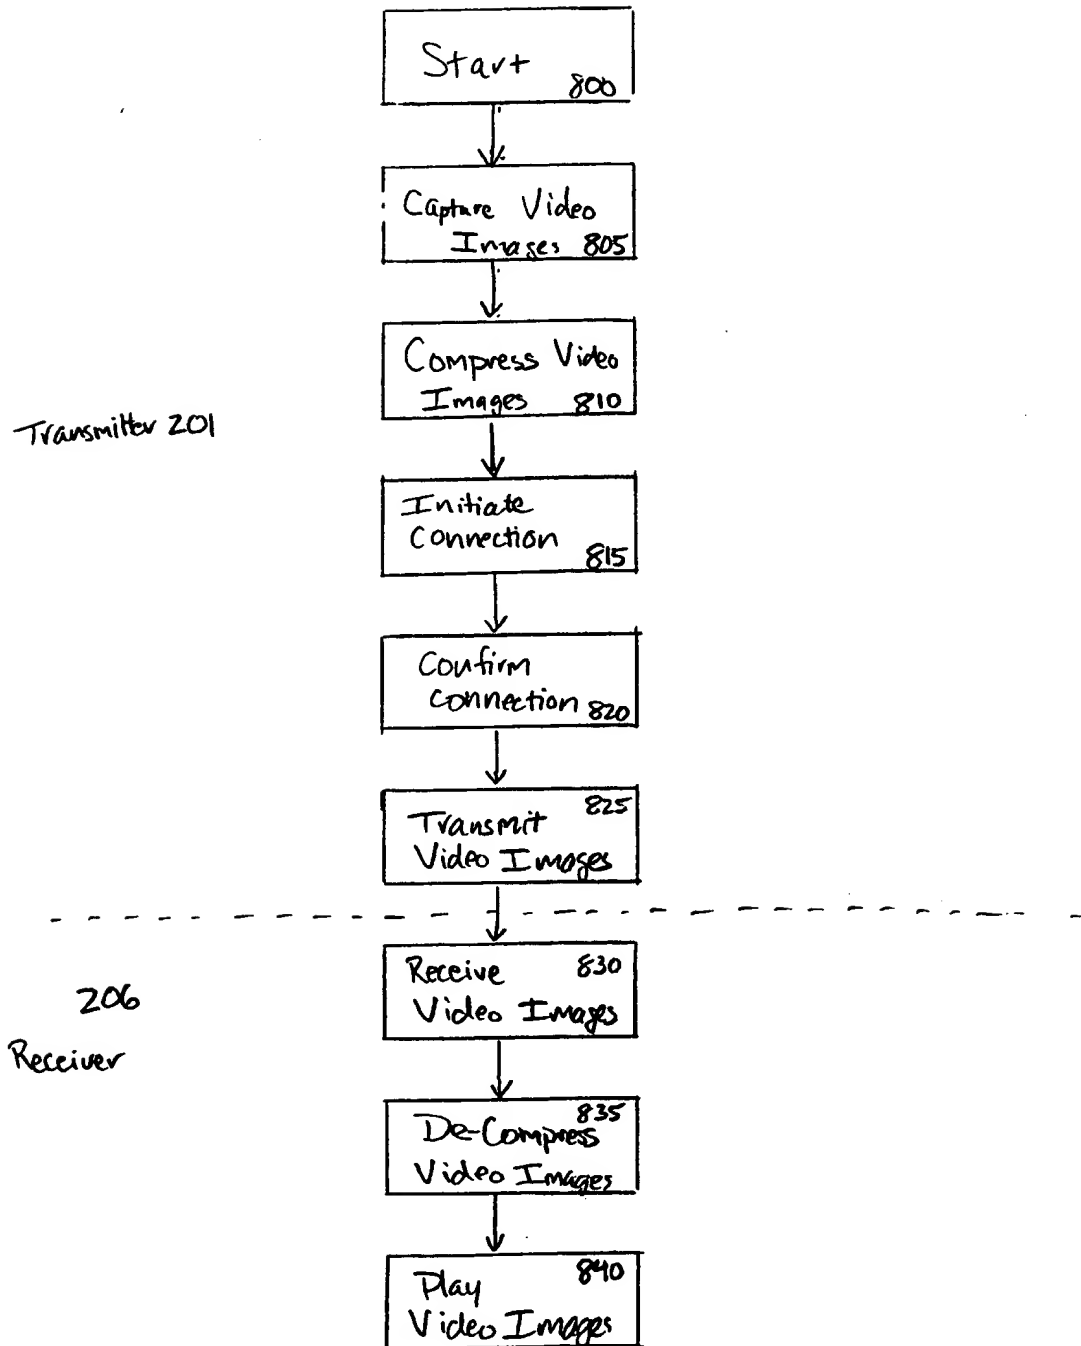 Start
800
Capture Video
Images 805
Compress Video
Images 810
Transmitter 201
Initiate
Connection
815
Confirm
Connection 820
825
Transmit
Video Images
Receive 830
Video Images
206
Receiver
835
De-Compress
Video Images
Play 840
Video Images